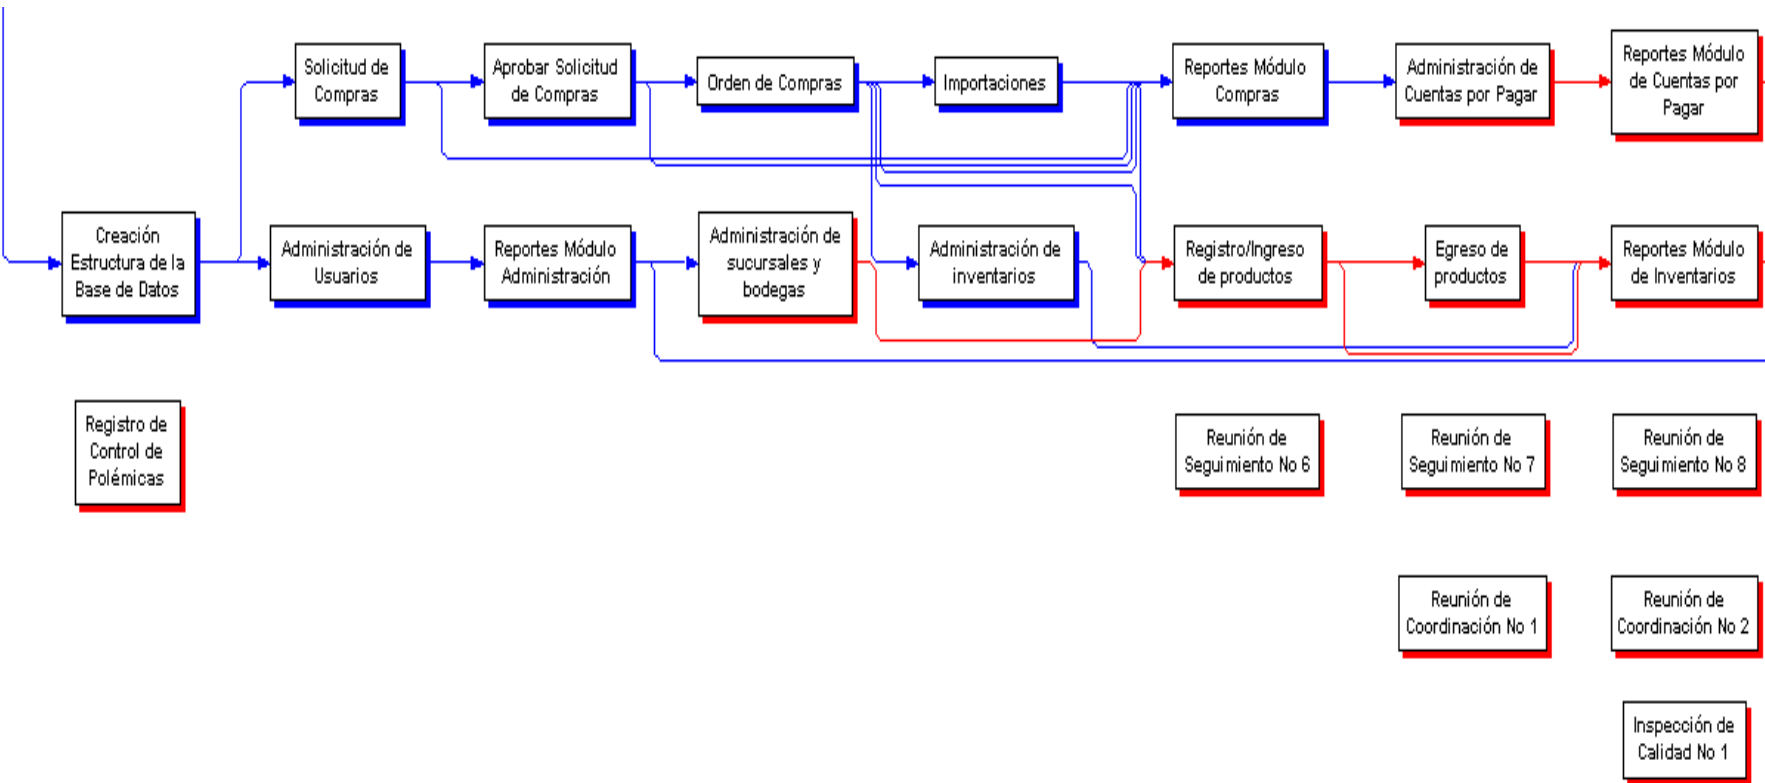 Solicitud de
Compras
Aprobar Solicitud
de Compras
Orden de Compras
Importaciones
Reportes Módulo
Compras
Administración de
Cuentas por Pagar
Reportes Módulo
de Cuentas por
Pagar
Creación
Estructura de la
Base de Datos
Administración de
Usuarios
Reportes Módulo
Administración
Administración de
sucursales y
bodegas
Administración de
inventarios
Registro/Ingreso
de productos
Egreso de
productos
Reportes Módulo
de Inventarios
Registro de
Control de
Polémicas
Reunión de
Seguimiento No 6
Reunión de
Seguimiento No 7
Reunión de
Seguimiento No 8
Reunión de
Coordinación No 1
Reunión de
Coordinación No 2
Inspección de
Calidad No 1